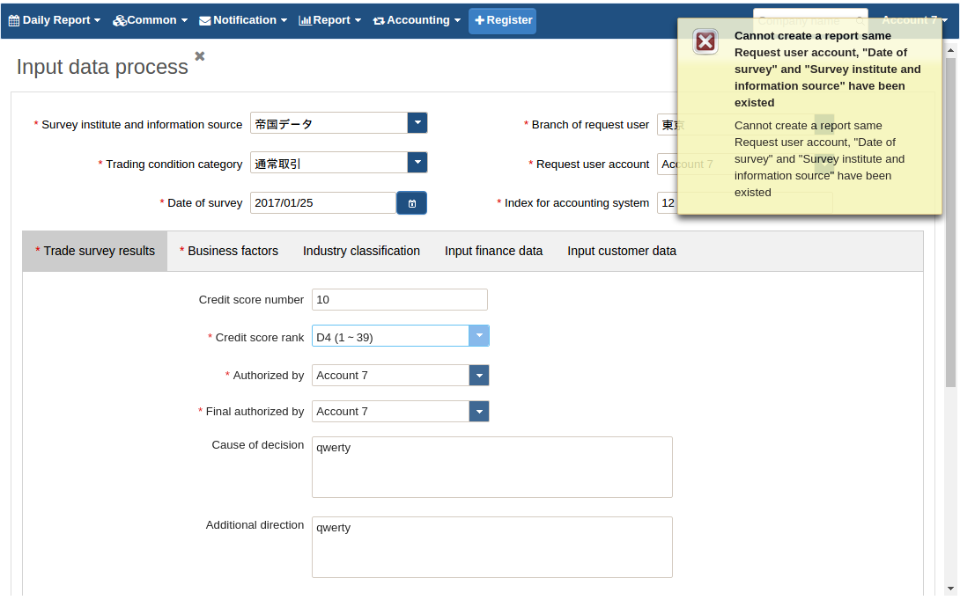 Daily Report Common Notification Report Accounting Register Account 7
Input data process
Cannot create a report same
Request user account, "Date of
survey" and "Survey institute and
information source" have been
existed
Cannot create a report same
Request user account, "Date of
survey" and "Survey institute and
information source" have been
existed
* Survey institute and information source 帝国データ * Branch of request user 東京
* Trading condition category 通常取引 * Request user account Account 7
* Date of survey 2017/01/25 * Index for accounting system 12
* Trade survey results * Business factors Industry classification Input finance data Input customer data
Credit score number 10
* Credit score rank D4 (1 ~ 39)
* Authorized by Account 7
* Final authorized by Account 7
Cause of decision qwerty
Additional direction qwerty